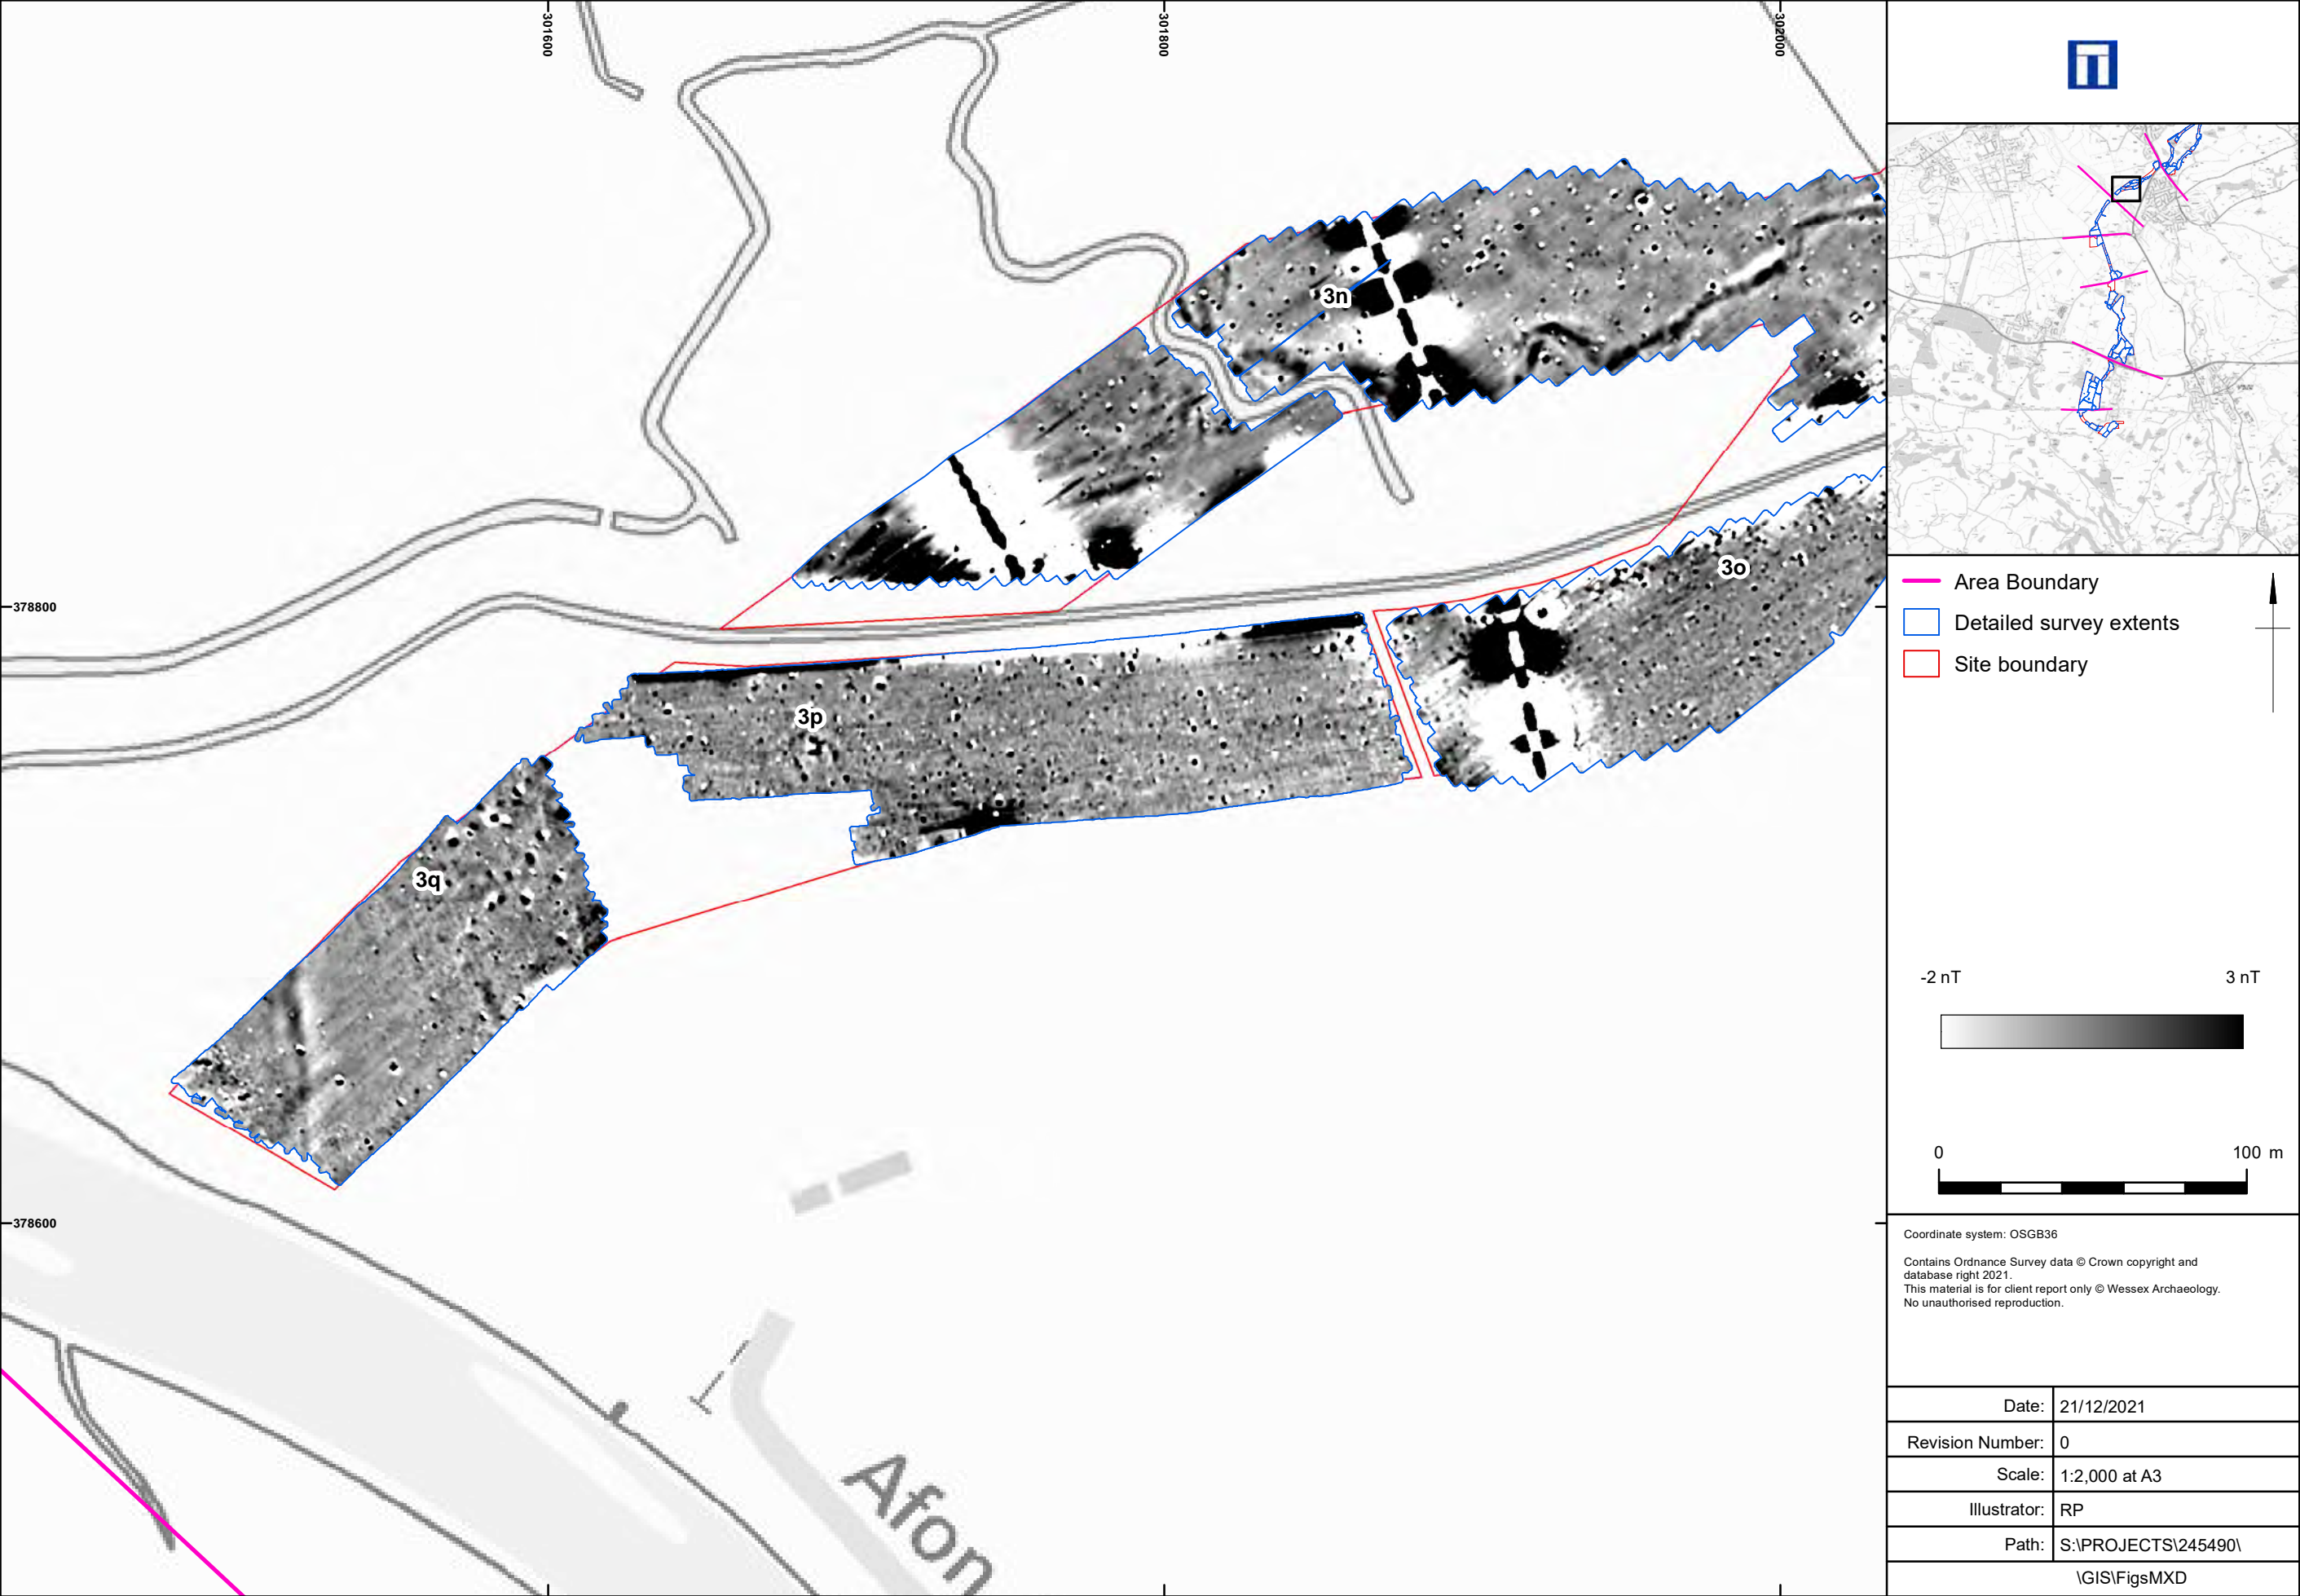 301600
301800
302000
3n
3o
378800
3p
3q
378600
Afon
Area Boundary
Detailed survey extents
Site boundary
-2 nT
3 nT
0
100 m
Coordinate system: OSGB36
Contains Ordnance Survey data © Crown copyright and
database right 2021.
This material is for client report only © Wessex Archaeology.
No unauthorised reproduction.
Date: 21/12/2021
Revision Number: 0
Scale: 1:2,000 at A3
Illustrator: RP
Path: S:\PROJECTS\245490\
\GIS\FigsMXD